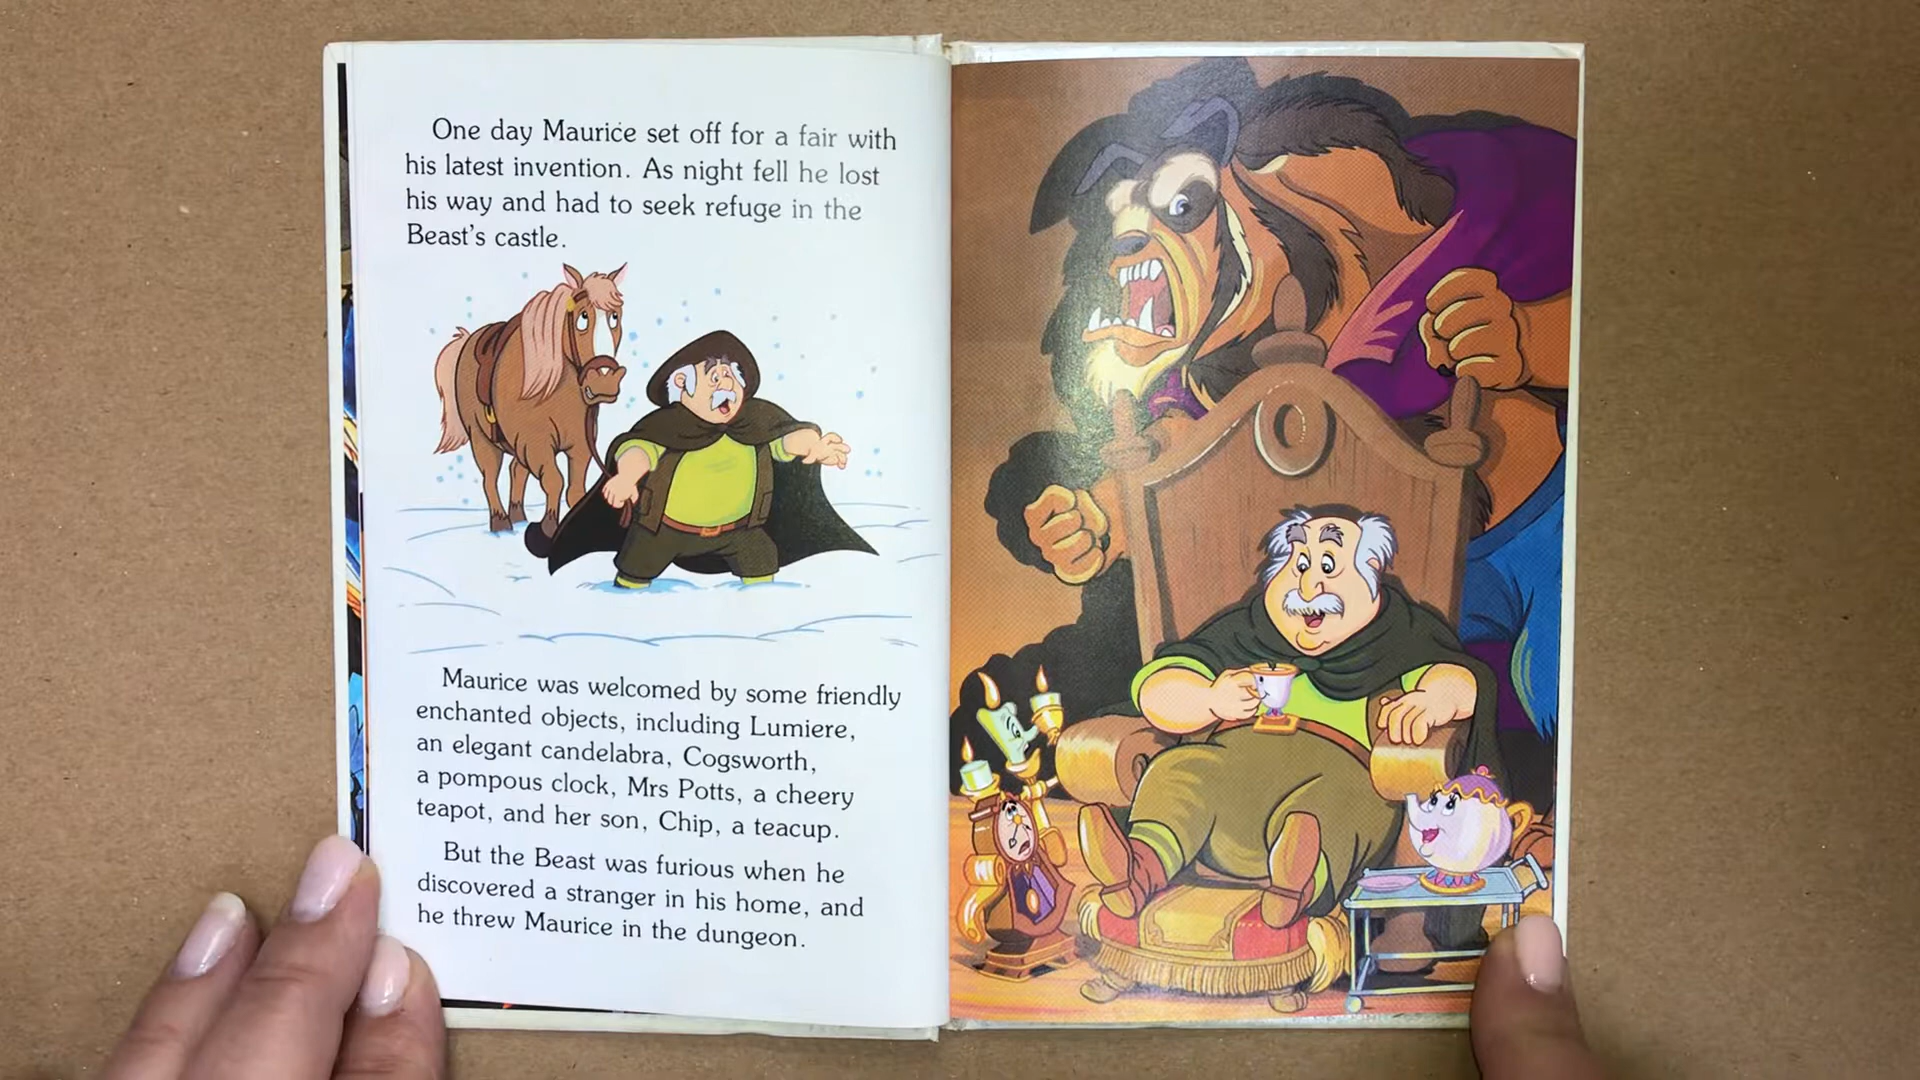 One day Maurice set off for a fair with
his latest invention. As night fell he lost
his way and had to seek refuge in the
Beast's castle.
Maurice was welcomed by some friendly
enchanted objects, including Lumiere,
an elegant candelabra, Cogsworth,
a pompous clock, Mrs Potts, a cheery
teapot, and her son, Chip, a teacup.
But the Beast was furious when he
discovered a stranger in his home, and
he threw Maurice in the dungeon.